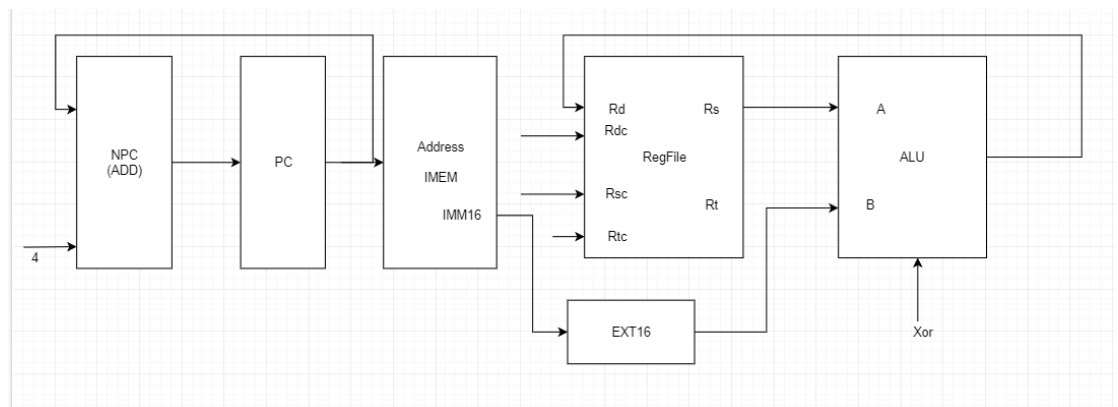 NPC
(ADD)
4
PC
Address
IMEM
IMM16
Rd
Rs
Rdc
RegFile
Rsc
Rt
Rtc
EXT16
A
ALU
B
Xor